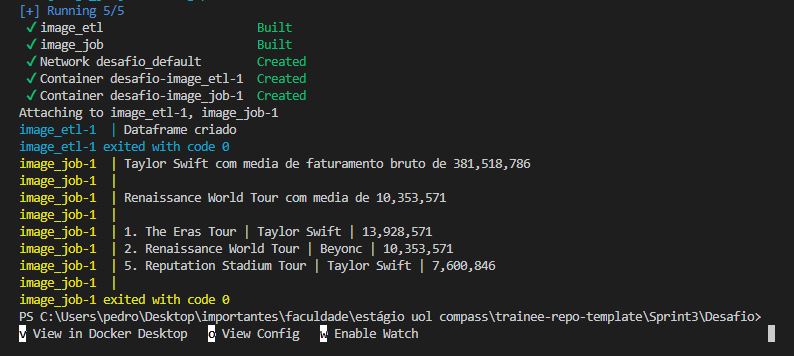 [+] Running 5/5
✔ image_etl Built
✔ image_job Built
✔ Network desafio_default Created
✔ Container desafio-image_etl-1 Created
✔ Container desafio-image_job-1 Created
Attaching to image_etl-1, image_job-1
image_etl-1 | Dataframe criado
image_etl-1 exited with code 0
image_job-1 | Taylor Swift com media de faturamento bruto de 381,518,786
image_job-1 |
image_job-1 | Renaissance World Tour com media de 10,353,571
image_job-1 |
image_job-1 | 1. The Eras Tour | Taylor Swift | 13,928,571
image_job-1 | 2. Renaissance World Tour | Beyonc | 10,353,571
image_job-1 | 5. Reputation Stadium Tour | Taylor Swift | 7,600,846
image_job-1 |
image_job-1 exited with code 0
PS C:\Users\pedro\Desktop\importantes\faculdade\estágio uol compass\trainee-repo-template\Sprint3\Desafio>
v View in Docker Desktop o View Config w Enable Watch